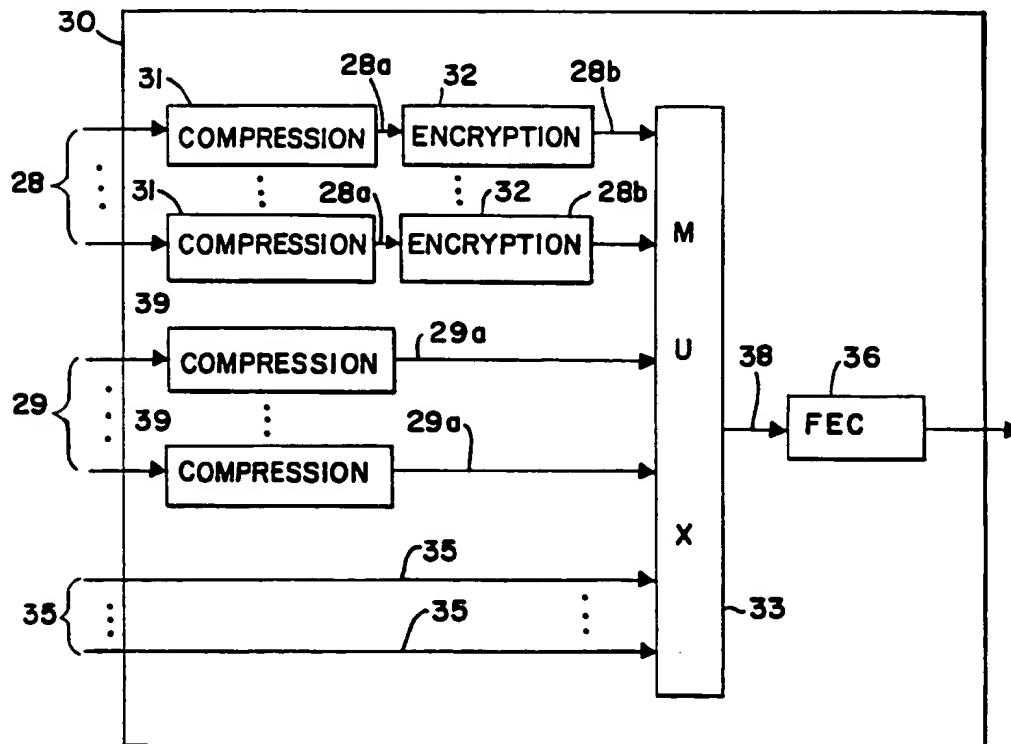 30
31 28a 32 28b
COMPRESSION ENCRYPTION
28
31 28a 32 28b
COMPRESSION ENCRYPTION
M
39
29a
COMPRESSION
U
38 36
29
39
29a
FEC
COMPRESSION
X
35
35
35
33